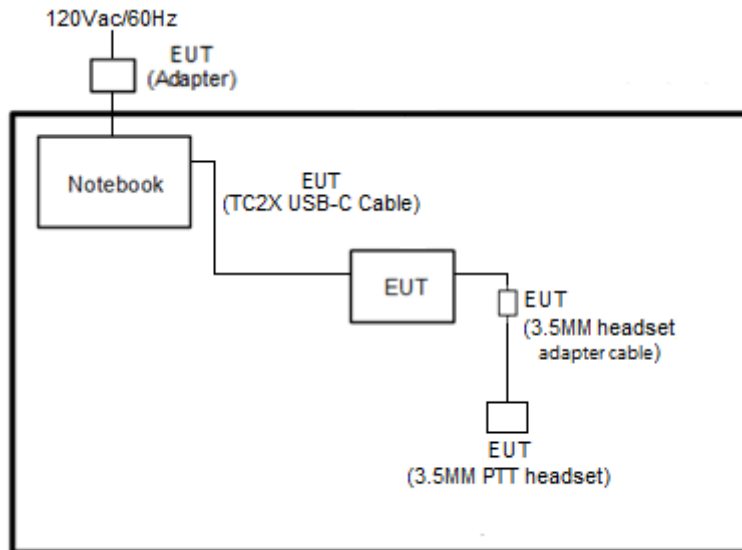 120Vac/60Hz
EUT
(Adapter)
Notebook
EUT
(TC2X USB-C Cable)
EUT
EUT
(3.5MM headset
adapter cable)
EUT
(3.5MM PTT headset)